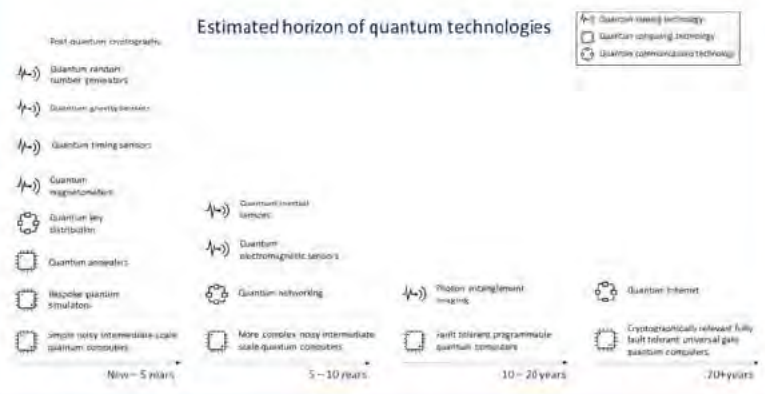 Estimated horizon of quantum technologies
Quantum sensing technology
Quantum computing technology
Quantum communications technology
Post quantum cryptography
Quantum random
number generators
Quantum gravity sensors
Quantum timing sensors
Quantum
magnetometers
Quantum key
distribution
Quantum annealers
Bespoke quantum
simulators
Simple noisy intermediate scale
quantum computers
Now – 5 years
Quantum inertial
sensors
Quantum
electromagnetic sensors
Quantum networking
More complex noisy intermediate
scale quantum computers
5 – 10 years
Photon entanglement
imaging
Fault tolerant programmable
quantum computers
10 – 20 years
Quantum Internet
Cryptographically relevant fully
fault tolerant universal gate
quantum computers
20+years